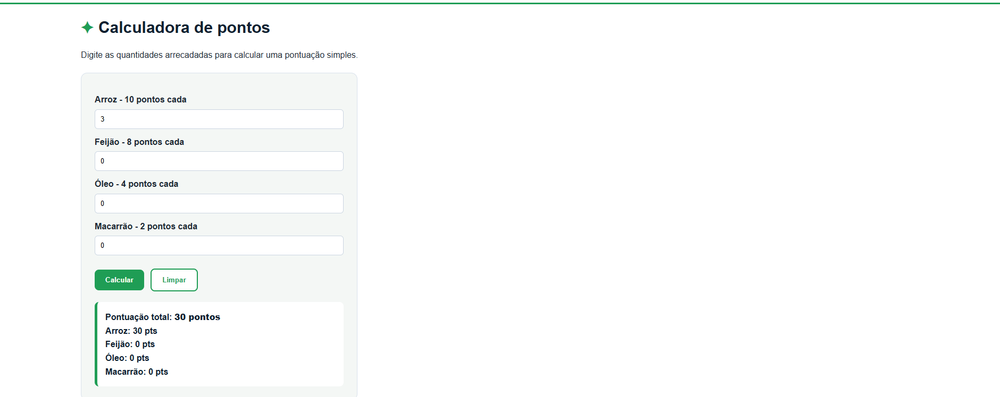 Calculadora de pontos
Digite as quantidades arrecadadas para calcular uma pontuação simples.
Arroz - 10 pontos cada
3
Feijão - 8 pontos cada
0
Óleo - 4 pontos cada
0
Macarrão - 2 pontos cada
0
Calcular Limpar
Pontuação total: 30 pontos
Arroz: 30 pts
Feijão: 0 pts
Óleo: 0 pts
Macarrão: 0 pts